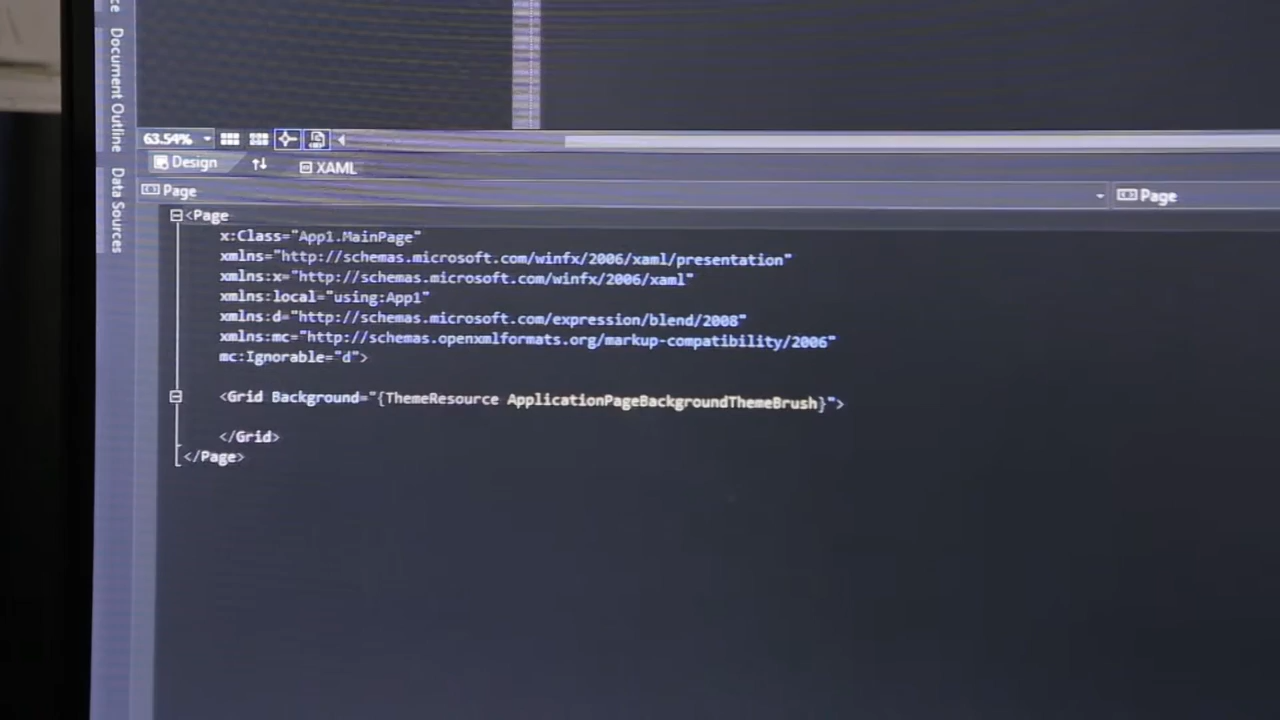 Document Outline
Data Sources
63.54%
Design
XAML
Page
Page
<Page
x:Class="App1.MainPage"
xmlns="http://schemas.microsoft.com/winfx/2006/xaml/presentation"
xmlns:x="http://schemas.microsoft.com/winfx/2006/xaml"
xmlns:local="using:App1"
xmlns:d="http://schemas.microsoft.com/expression/blend/2008"
xmlns:mc="http://schemas.openxmlformats.org/markup-compatibility/2006"
mc:Ignorable="d">
<Grid Background="{ThemeResource ApplicationPageBackgroundThemeBrush}">
</Grid>
</Page>